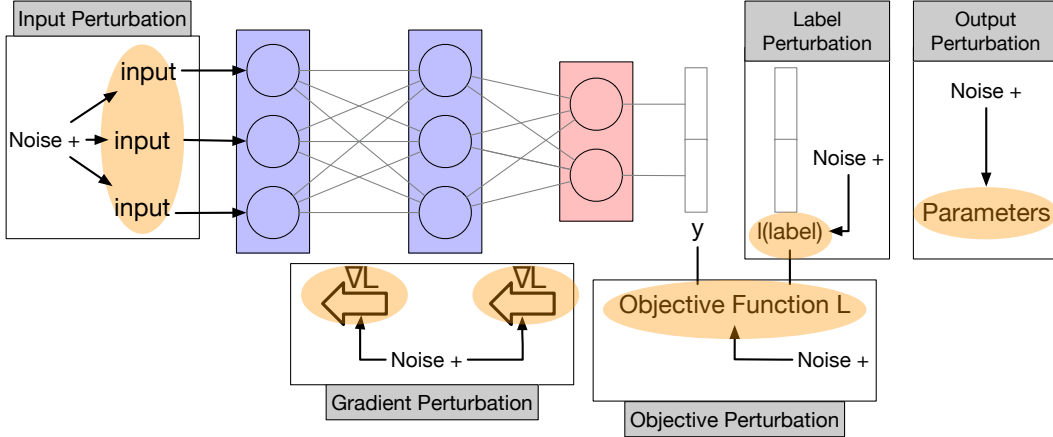 Input Perturbation
input
Noise +
input
input
Label
Perturbation
Noise +
y
l(label)
Output
Perturbation
Noise +
Parameters
∇L
∇L
Noise +
Gradient Perturbation
Objective Function L
Noise +
Objective Perturbation